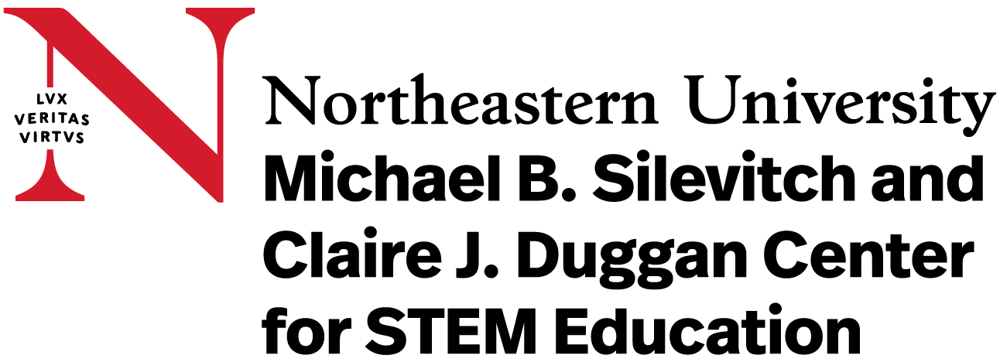 LVX
VERITAS
VIRTVS
Northeastern University
Michael B. Silevitch and
Claire J. Duggan Center
for STEM Education